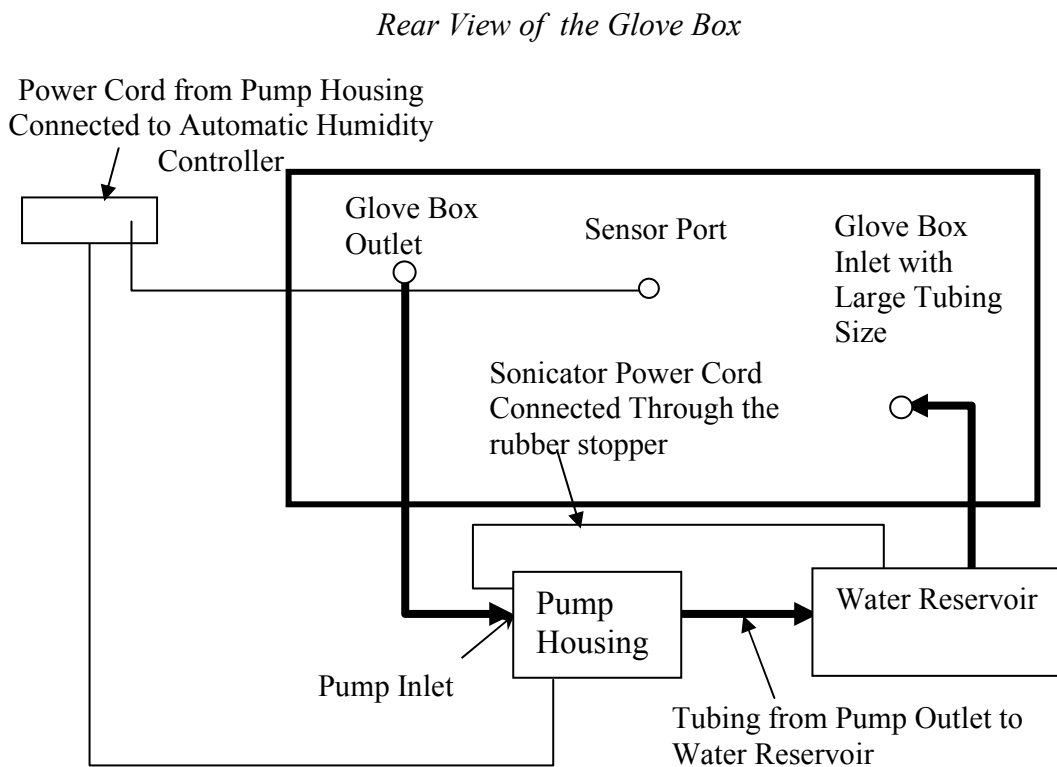 Rear View of the Glove Box
Power Cord from Pump Housing
Connected to Automatic Humidity
Controller
Glove Box
Outlet
Sensor Port
Glove Box
Inlet with
Large Tubing
Size
Sonicator Power Cord
Connected Through the
rubber stopper
Pump
Housing
Water Reservoir
Pump Inlet
Tubing from Pump Outlet to
Water Reservoir